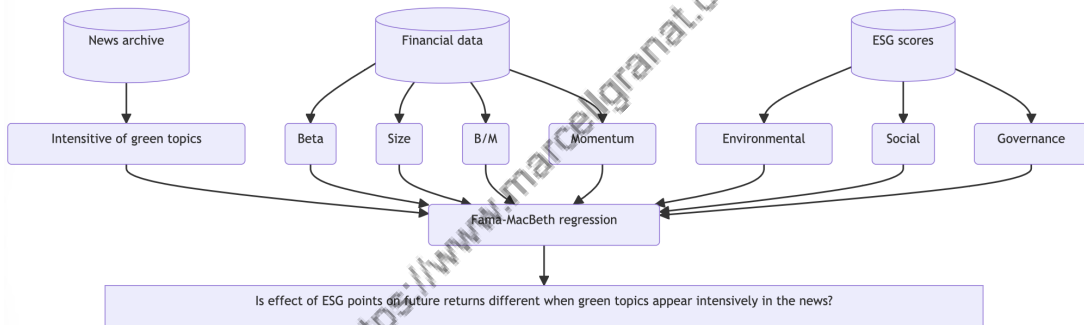 News archive
Financial data
ESG scores
Intensitive of green topics
Beta
Size
B/M
Momentum
Environmental
Social
Governance
Fama-MacBeth regression
Is effect of ESG points on future returns different when green topics appear intensively in the news?
https://www.marcellgranat.c